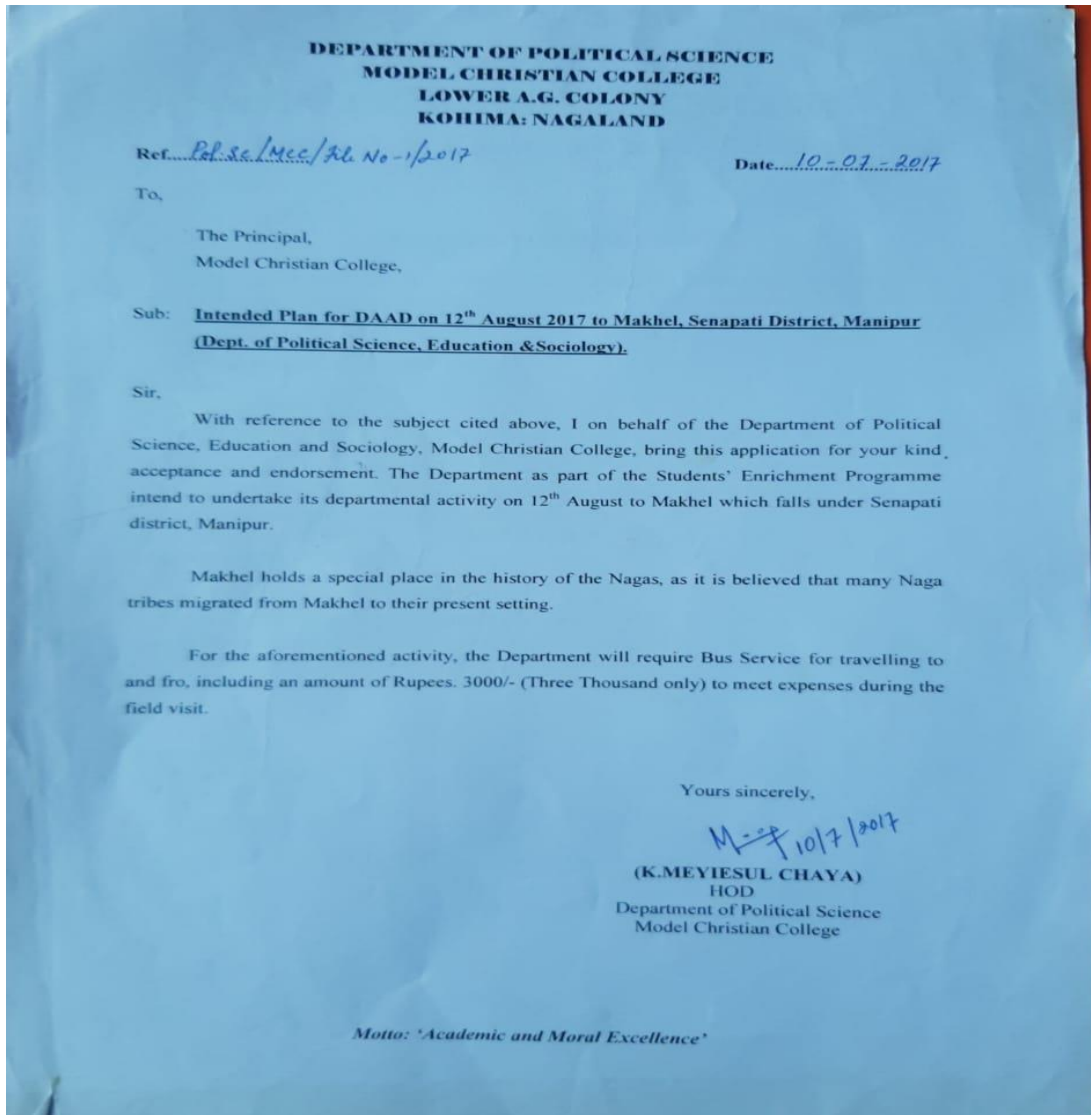 DEPARTMENT OF POLITICAL SCIENCE
MODEL CHRISTIAN COLLEGE
LOWER A.G. COLONY
KOHIMA: NAGALAND
Ref....Pol.Sc/MCC/File No-1/2017
Date....10-07-2017
To,
The Principal,
Model Christian College,
Sub: Intended Plan for DAAD on 12th August 2017 to Makhel, Senapati District, Manipur
(Dept. of Political Science, Education &Sociology).
Sir,
With reference to the subject cited above, I on behalf of the Department of Political
Science, Education and Sociology, Model Christian College, bring this application for your kind
acceptance and endorsement. The Department as part of the Students' Enrichment Programme
intend to undertake its departmental activity on 12th August to Makhel which falls under Senapati
district, Manipur.
Makhel holds a special place in the history of the Nagas, as it is believed that many Naga
tribes migrated from Makhel to their present setting.
For the aforementioned activity, the Department will require Bus Service for travelling to
and fro, including an amount of Rupees. 3000/- (Three Thousand only) to meet expenses during the
field visit.
Yours sincerely,
10/7/2017
(K.MEYIESUL CHAYA)
HOD
Department of Political Science
Model Christian College
Motto: 'Academic and Moral Excellence'